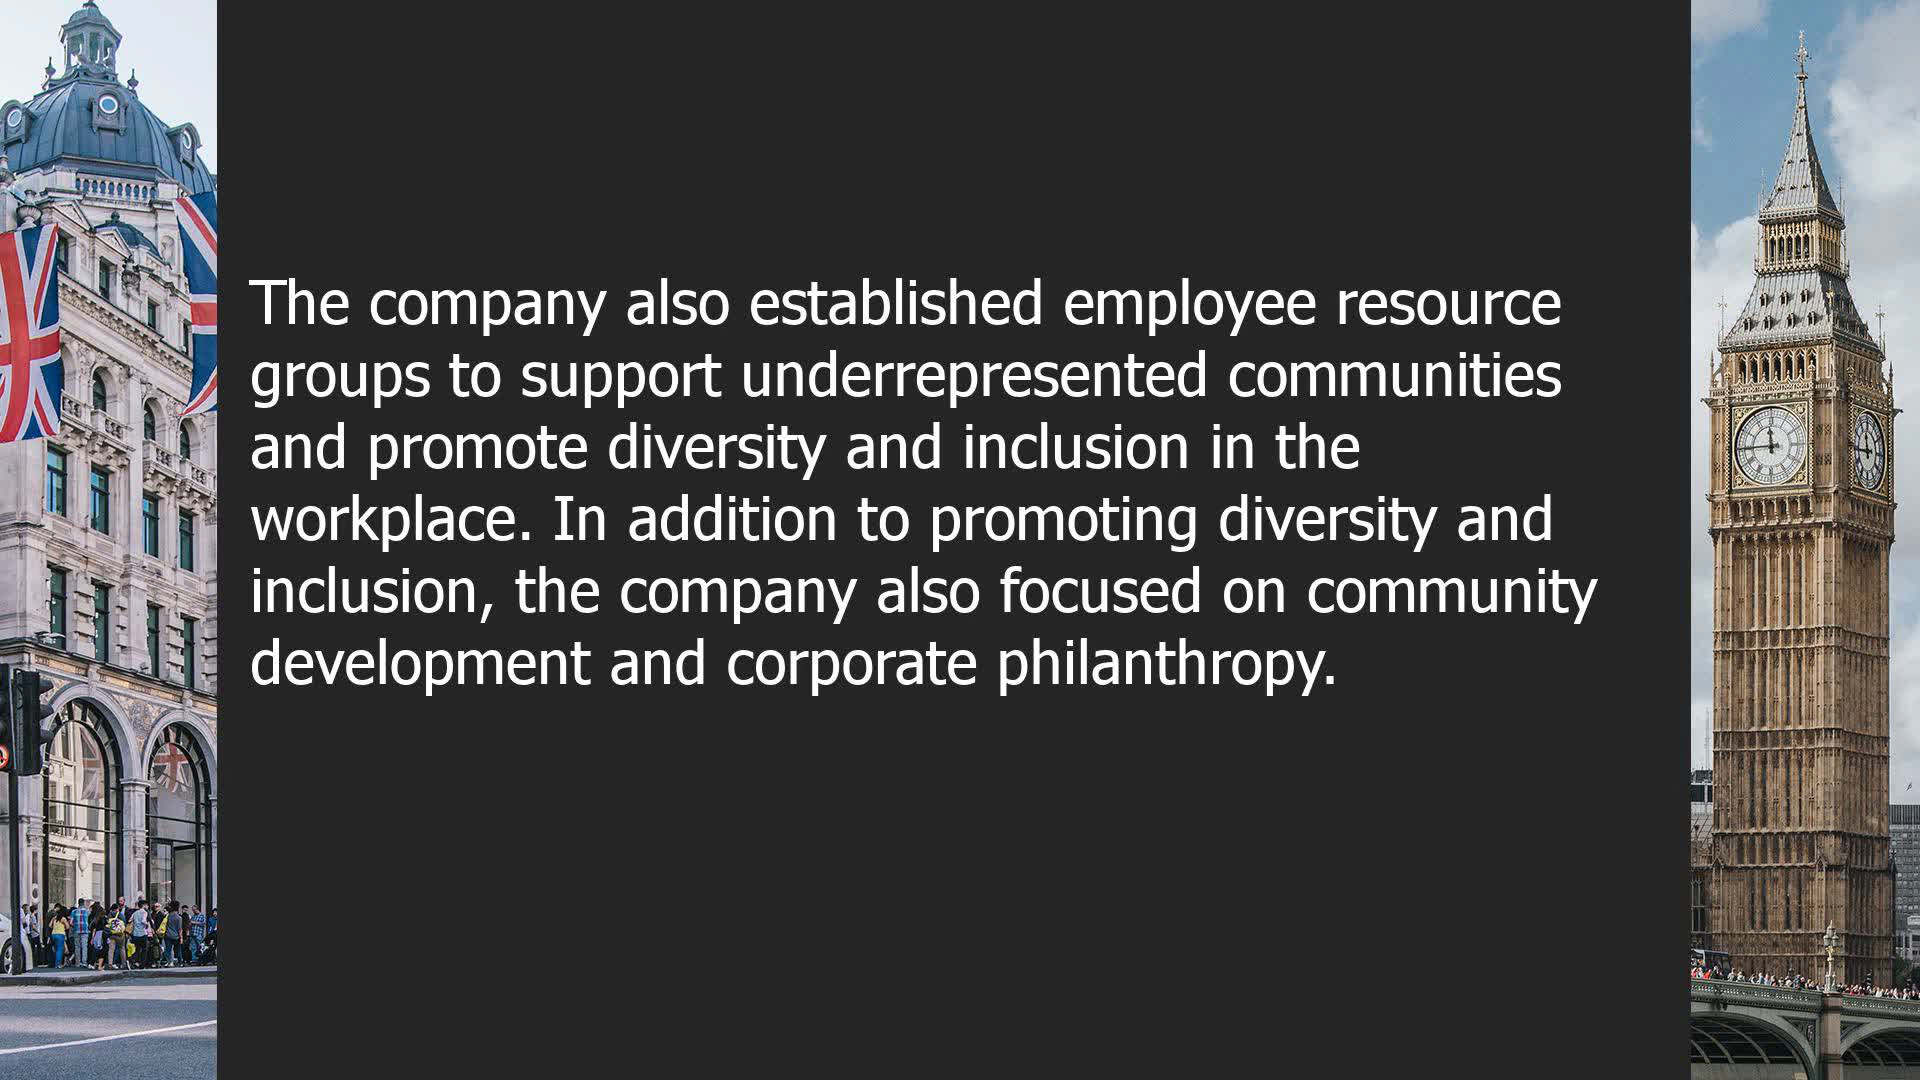 The company also established employee resource
groups to support underrepresented communities
and promote diversity and inclusion in the
workplace. In addition to promoting diversity and
inclusion, the company also focused on community
development and corporate philanthropy.